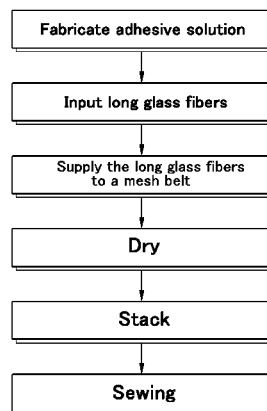 Fabricate adhesive solution
Input long glass fibers
Supply the long glass fibers
to a mesh belt
Dry
Stack
Sewing